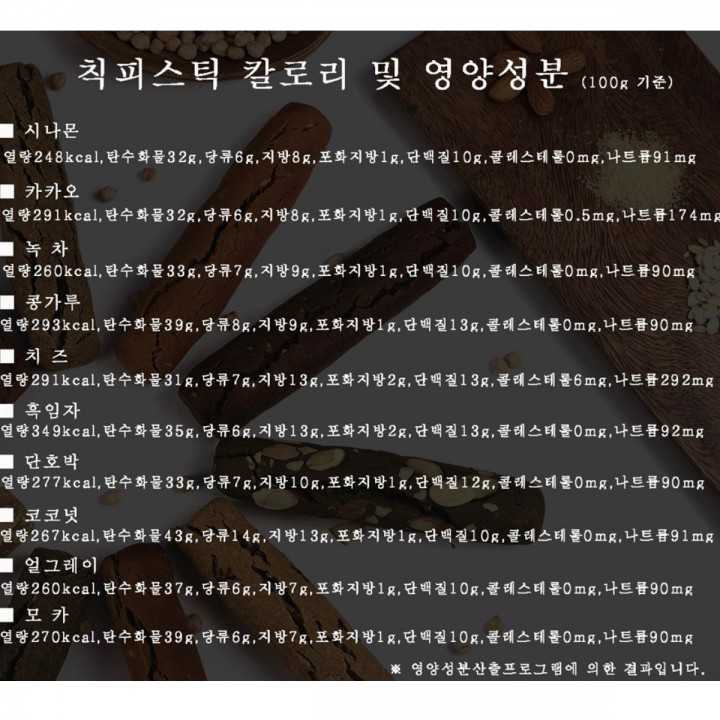 칙피스틱 칼로리 및 영양성분 (100g 기준)
■ 시나몬
열량248kcal,탄수화물32g,당류6g,지방8g,포화지방1g,단백질10g,콜레스테롤0mg,나트륨91mg
■ 카카오
열량291kcal,탄수화물32g,당류6g,지방8g,포화지방1g,단백질10g,콜레스테롤0.5mg,나트륨174mg
■ 녹 차
열량260kcal,탄수화물33g,당류7g,지방9g,포화지방1g,단백질10g,콜레스테롤0mg,나트륨90mg
■ 콩가루
열량293kcal,탄수화물39g,당류8g,지방9g,포화지방1g,단백질13g,콜레스테롤0mg,나트륨90mg
■ 치 즈
열량291kcal,탄수화물31g,당류7g,지방13g,포화지방2g,단백질13g,콜레스테롤6mg,나트륨292mg
■ 흑임자
열량349kcal,탄수화물35g,당류6g,지방13g,포화지방2g,단백질13g,콜레스테롤0mg,나트륨92mg
■ 단호박
열량277kcal,탄수화물33g,당류7g,지방10g,포화지방1g,단백질12g,콜레스테롤0mg,나트륨90mg
■ 코코넛
열량267kcal,탄수화물43g,당류14g,지방13g,포화지방1g,단백질10g,콜레스테롤0mg,나트륨91mg
■ 얼그레이
열량260kcal,탄수화물37g,당류6g,지방7g,포화지방1g,단백질10g,콜레스테롤0mg,나트륨90mg
■ 모 카
열량270kcal,탄수화물39g,당류6g,지방7g,포화지방1g,단백질10g,콜레스테롤0mg,나트륨90mg
※ 영양성분산출프로그램에 의한 결과입니다.